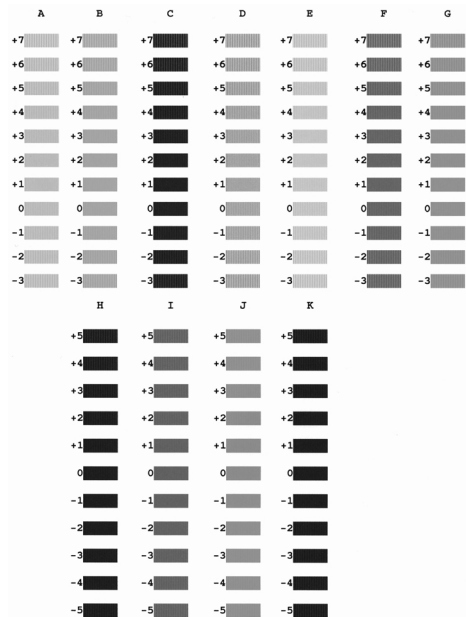 A B C D E F G
+7 +7 +7 +7 +7 +7 +7
+6 +6 +6 +6 +6 +6 +6
+5 +5 +5 +5 +5 +5 +5
+4 +4 +4 +4 +4 +4 +4
+3 +3 +3 +3 +3 +3 +3
+2 +2 +2 +2 +2 +2 +2
+1 +1 +1 +1 +1 +1 +1
0 0 0 0 0 0 0
-1 -1 -1 -1 -1 -1 -1
-2 -2 -2 -2 -2 -2 -2
-3 -3 -3 -3 -3 -3 -3
H I J K
+5 +5 +5 +5
+4 +4 +4 +4
+3 +3 +3 +3
+2 +2 +2 +2
+1 +1 +1 +1
0 0 0 0
-1 -1 -1 -1
-2 -2 -2 -2
-3 -3 -3 -3
-4 -4 -4 -4
-5 -5 -5 -5